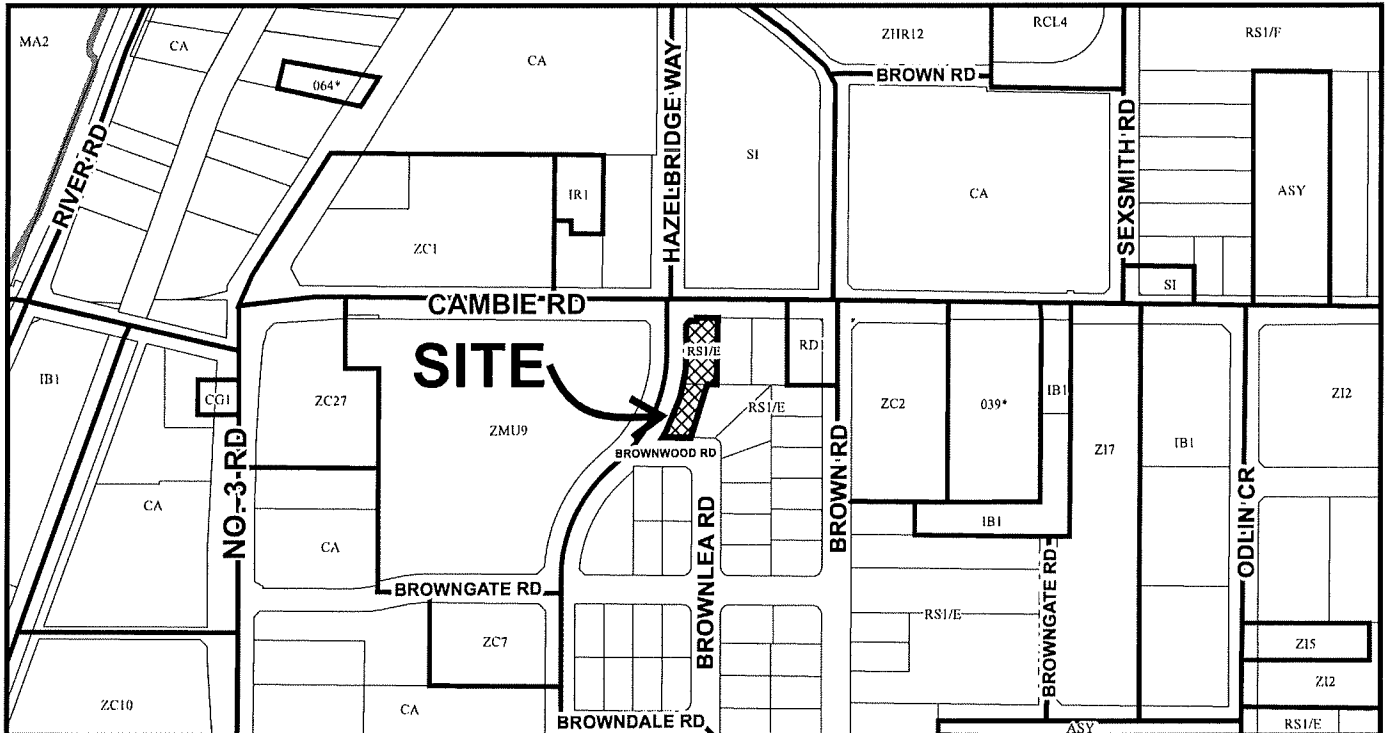 MA2
CA
064*
CA
HAZELBRIDGE WAY
ZHR12
RCL4
BROWN RD
SEXSMITH RD
RS1/F
RIVER RD
SI
IR1
ZC1
CA
ASY
SI
CAMBIE RD
SITE
RS1/E
RD1
IB1
CG1
ZC27
ZMU9
RS1/E
ZC2
039*
IB1
ZI7
IB1
ZI2
BROWNWOOD RD
NO. 3 RD
CA
CA
BROWNLEA RD
BROWN RD
IB1
ODLIN CR
BROWNGATE RD
ZC7
RS1/E
BROWNGATE RD
ZI5
ZI2
ZC10
CA
BROWNDALE RD
ASY
RS1/E